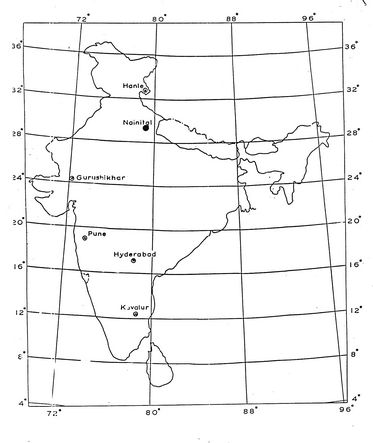 72° 80° 88° 96°
36° 36°
32° 32°
Hanle
28° Nainital 28°
24° Gurushikhar 24°
20° 20°
Pune
Hyderabad
16° 16°
Kavalur
12° 12°
8° 8°
4° 4°
72° 80° 88° 96°